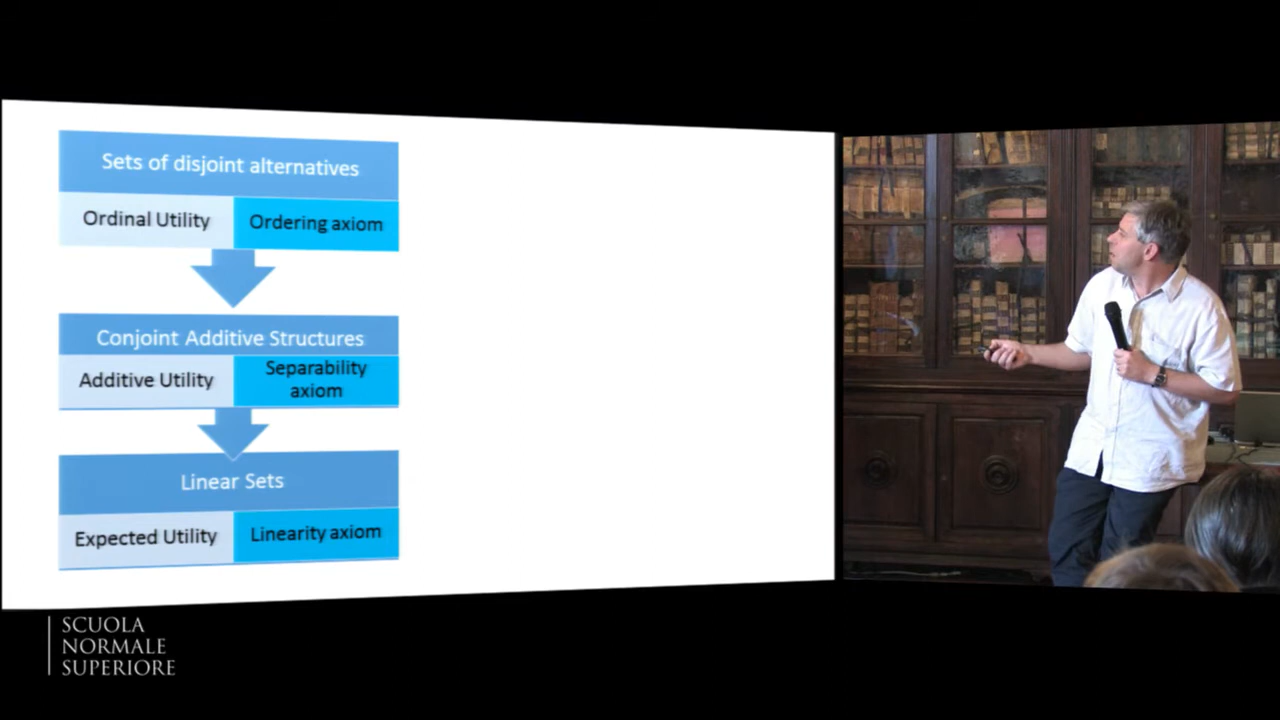 Sets of disjoint alternatives
Ordinal Utility
Ordering axiom
Conjoint Additive Structures
Additive Utility
Separability
axiom
Linear Sets
Expected Utility
Linearity axiom
SCUOLA
NORMALE
SUPERIORE